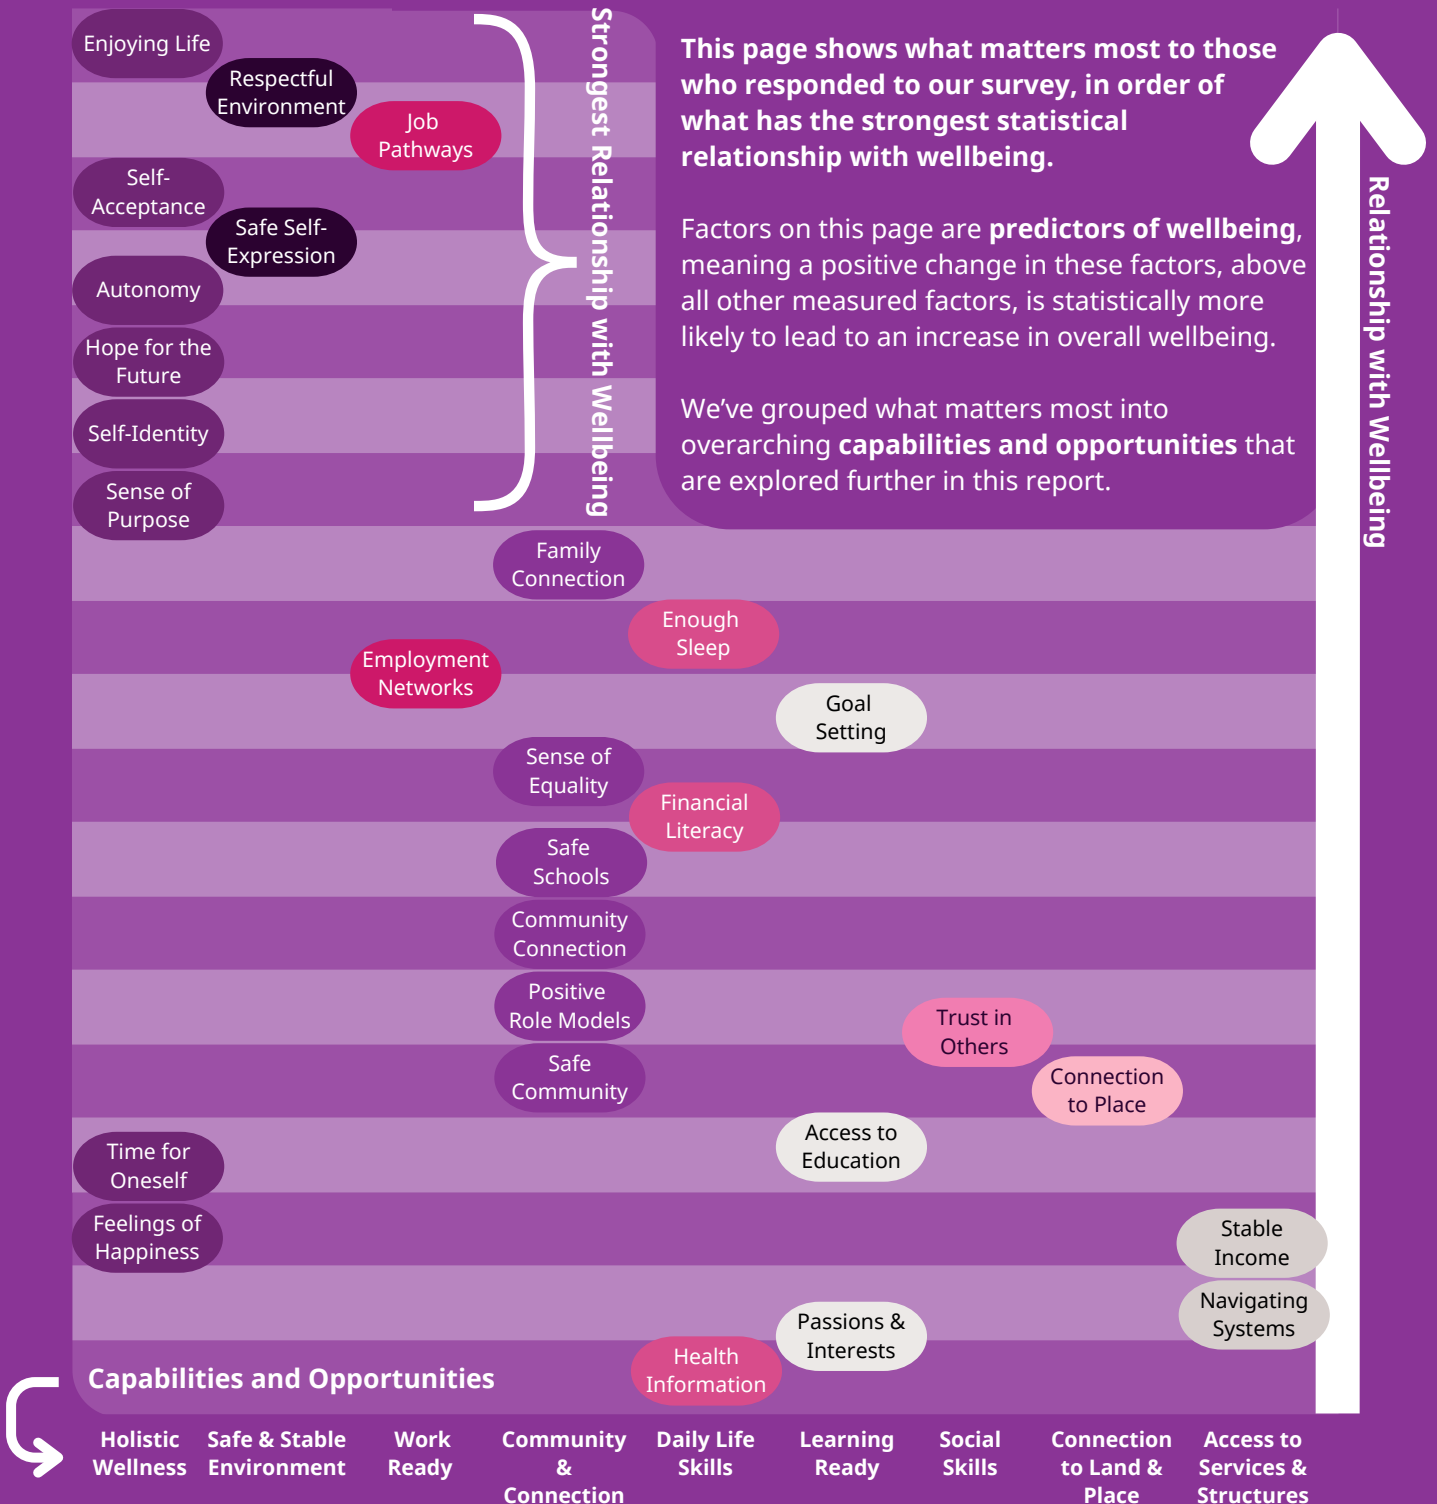 Enjoying Life
Respectful
Environment
Job
Pathways
Self-
Acceptance
Safe Self-
Expression
Autonomy
Hope for the
Future
Self-Identity
Sense of
Purpose
Strongest Relationship with Wellbeing
This page shows what matters most to those
who responded to our survey, in order of
what has the strongest statistical
relationship with wellbeing.
Factors on this page are predictors of wellbeing,
meaning a positive change in these factors, above
all other measured factors, is statistically more
likely to lead to an increase in overall wellbeing.
We’ve grouped what matters most into
overarching capabilities and opportunities that
are explored further in this report.
Relationship with Wellbeing
Family
Connection
Enough
Sleep
Employment
Networks
Goal
Setting
Sense of
Equality
Financial
Literacy
Safe
Schools
Community
Connection
Positive
Role Models
Trust in
Others
Safe
Community
Connection
to Place
Access to
Education
Time for
Oneself
Feelings of
Happiness
Stable
Income
Navigating
Systems
Passions &
Interests
Health
Information
Capabilities and Opportunities
Holistic
Wellness
Safe & Stable
Environment
Work
Ready
Community
&
Connection
Daily Life
Skills
Learning
Ready
Social
Skills
Connection
to Land &
Place
Access to
Services &
Structures